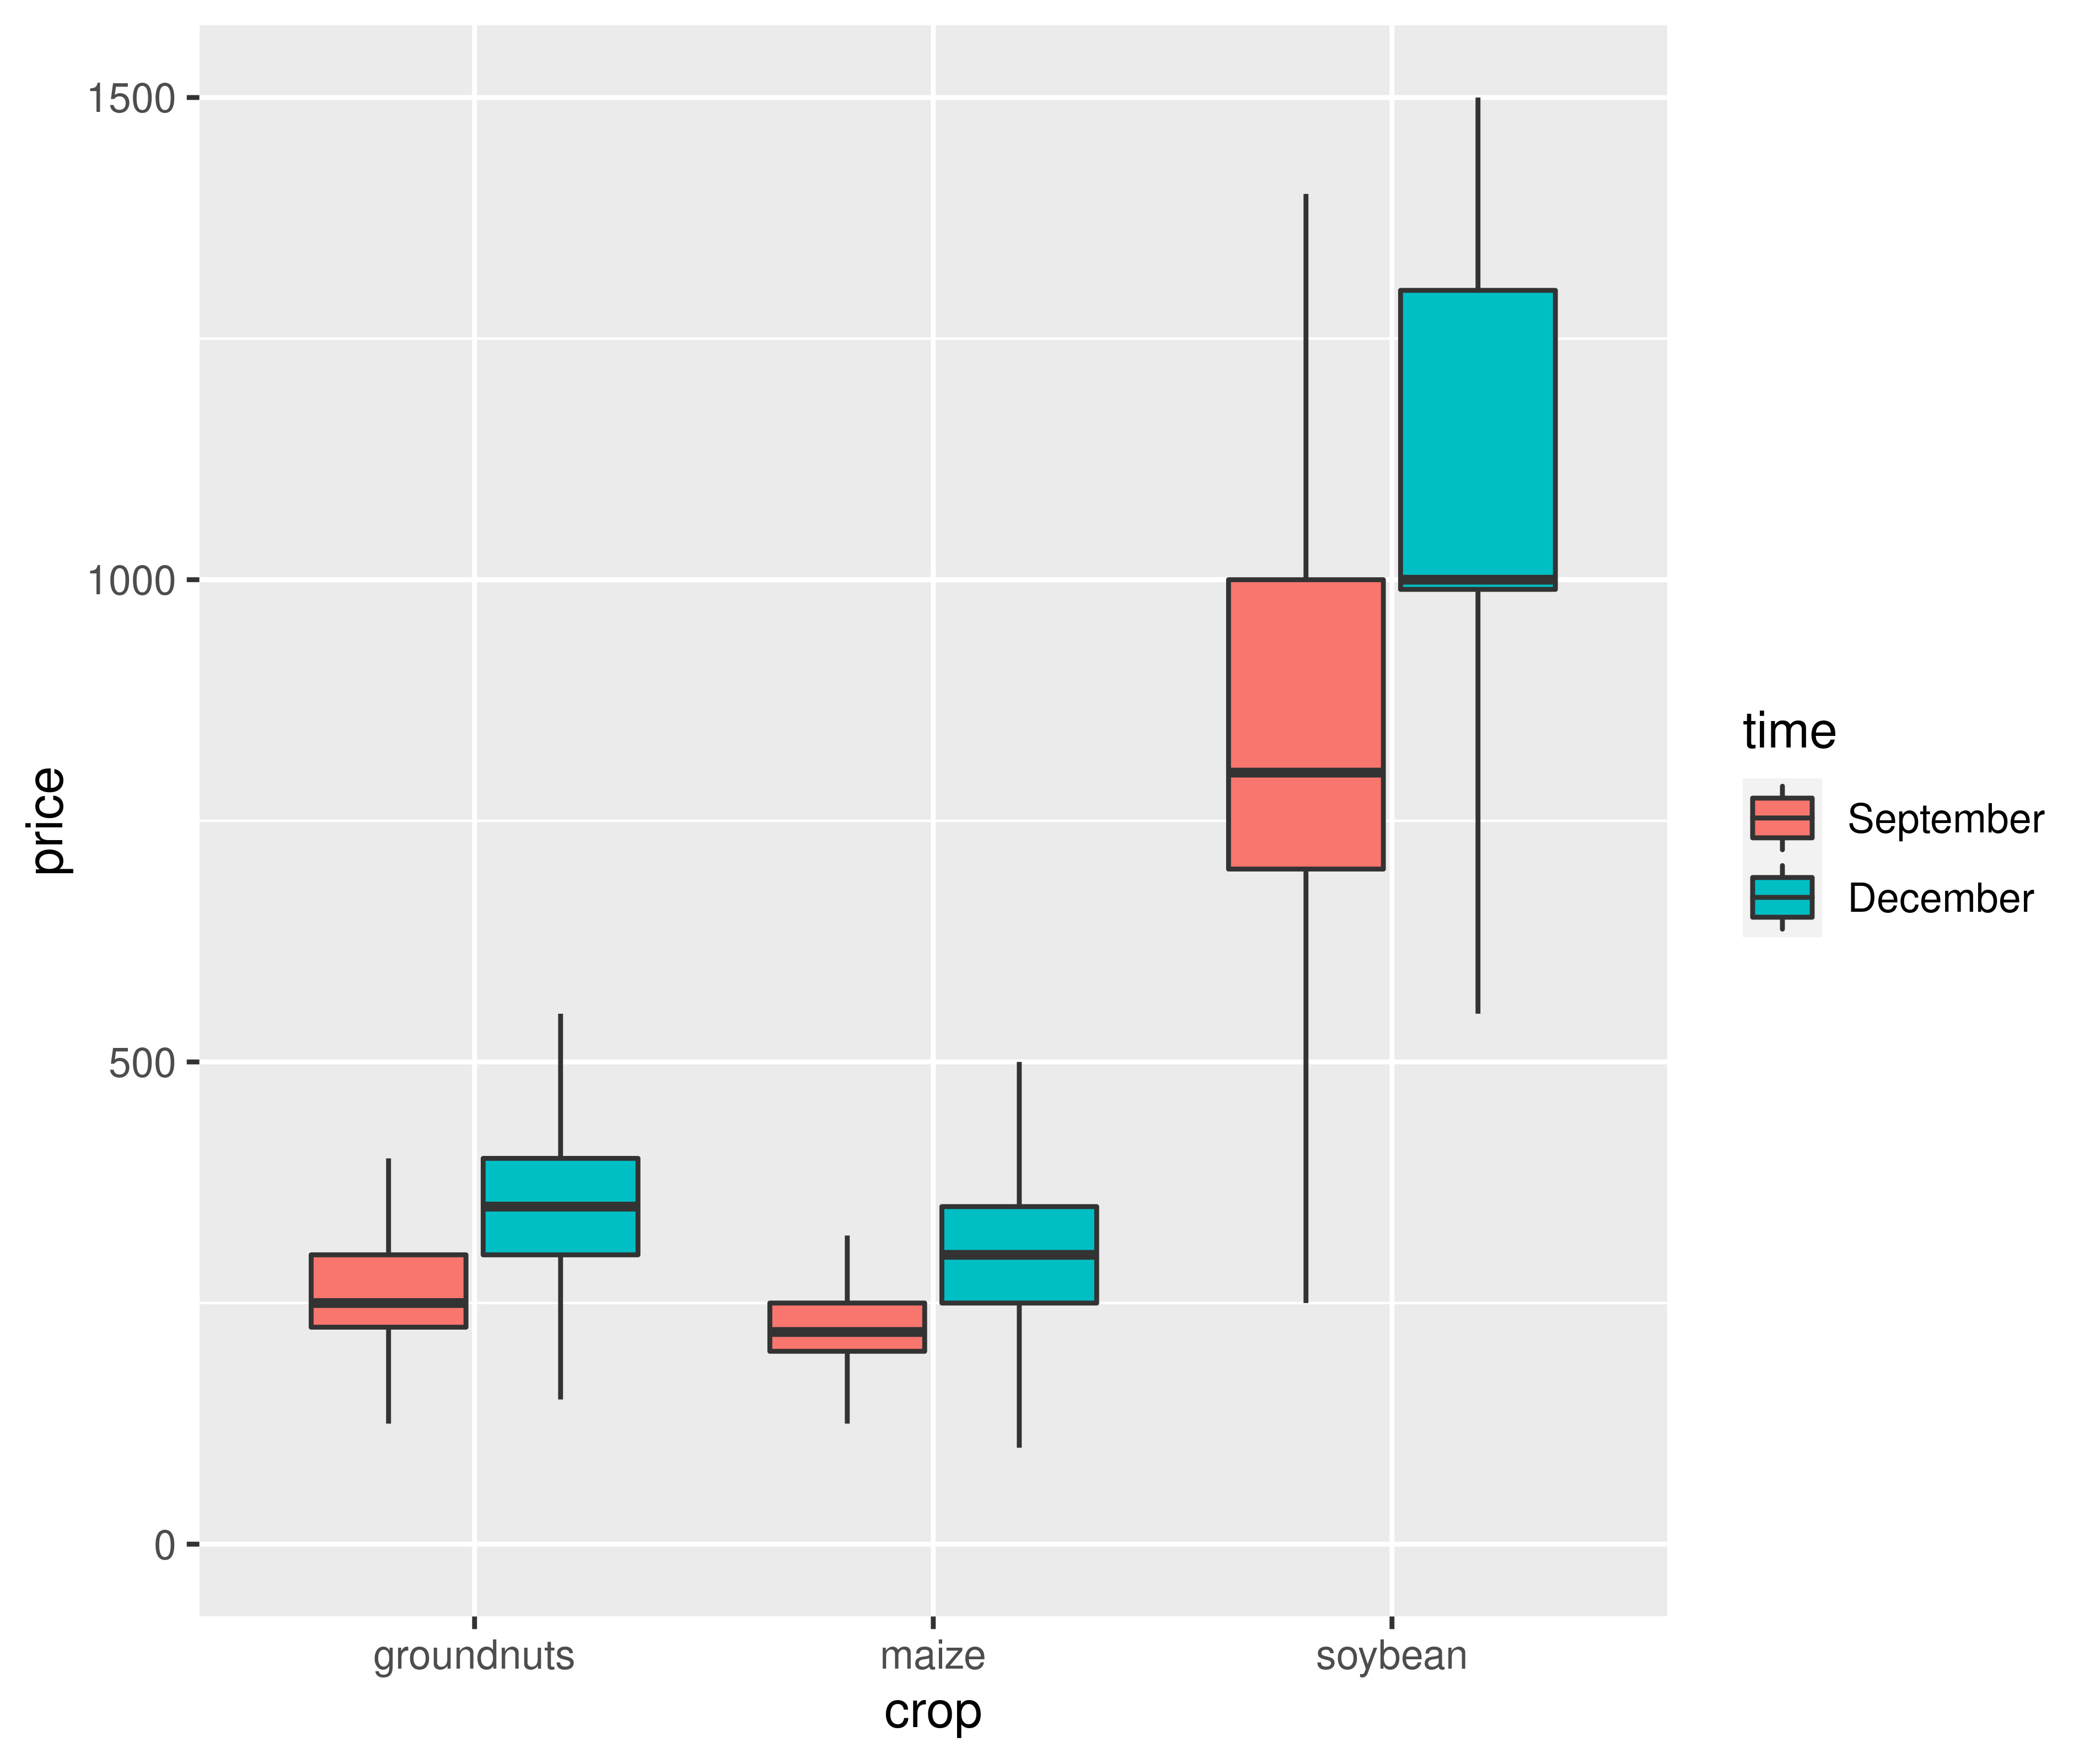 price
1500
1000
500
0
groundnuts maize soybean
crop
time
September
December